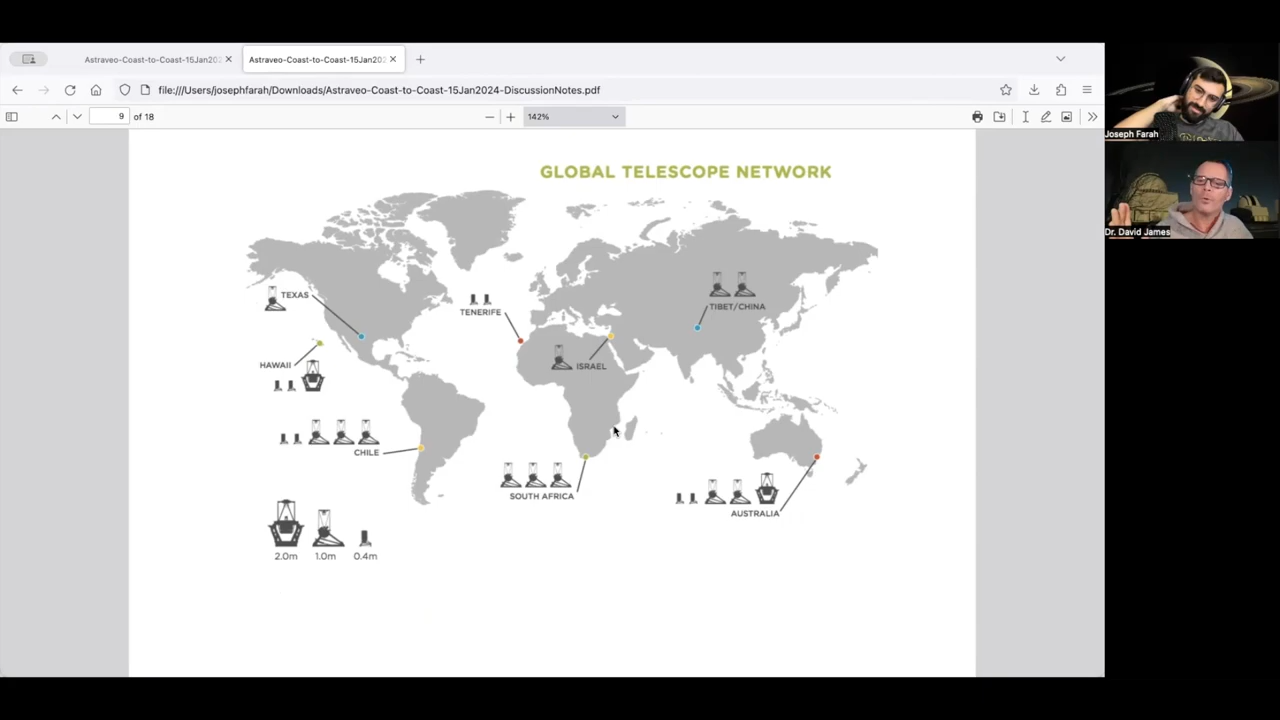 Astraveo-Coast-to-Coast-15Jan202
Astraveo-Coast-to-Coast-15Jan202
file:///Users/josephfarah/Downloads/Astraveo-Coast-to-Coast-15Jan2024-DiscussionNotes.pdf
9 of 18
142%
GLOBAL TELESCOPE NETWORK
TEXAS
TENERIFE
TIBET/CHINA
HAWAII
ISRAEL
CHILE
SOUTH AFRICA
AUSTRALIA
2.0m 1.0m 0.4m
Joseph Farah
Dr. David James